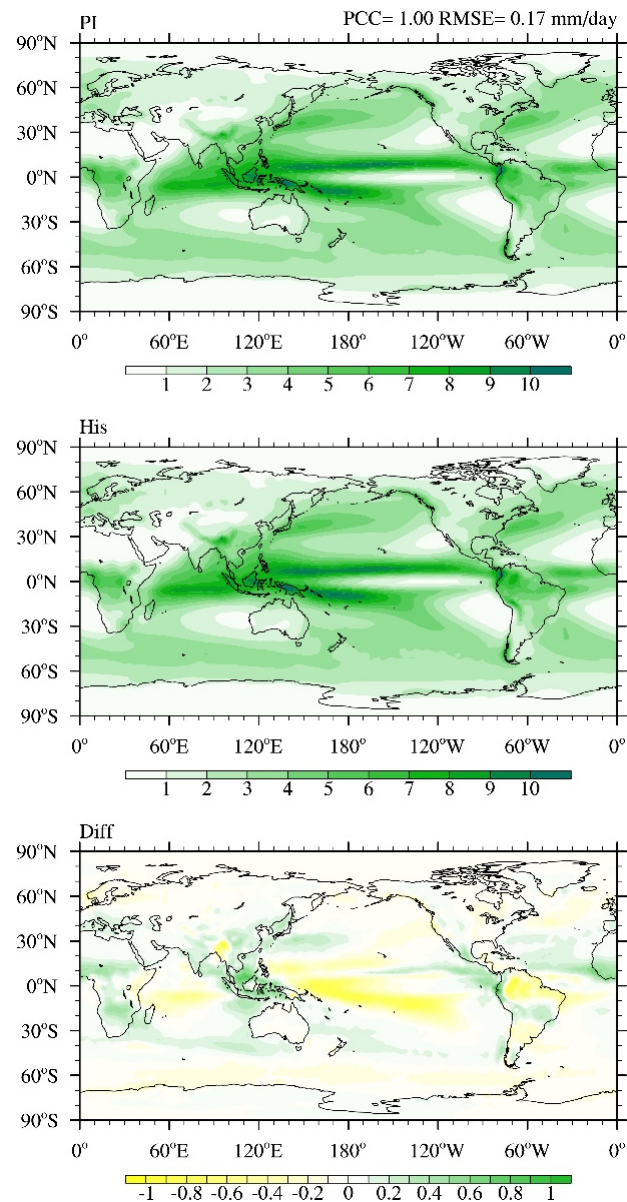 PI PCC= 1.00 RMSE= 0.17 mm/day
90°N
60°N
30°N
0°N
30°S
60°S
90°S
0° 60°E 120°E 180° 120°W 60°W 0°
1 2 3 4 5 6 7 8 9 10
His
90°N
60°N
30°N
0°N
30°S
60°S
90°S
0° 60°E 120°E 180° 120°W 60°W 0°
1 2 3 4 5 6 7 8 9 10
Diff
90°N
60°N
30°N
0°N
30°S
60°S
90°S
0° 60°E 120°E 180° 120°W 60°W 0°
-1 -0.8 -0.6 -0.4 -0.2 0 0.2 0.4 0.6 0.8 1